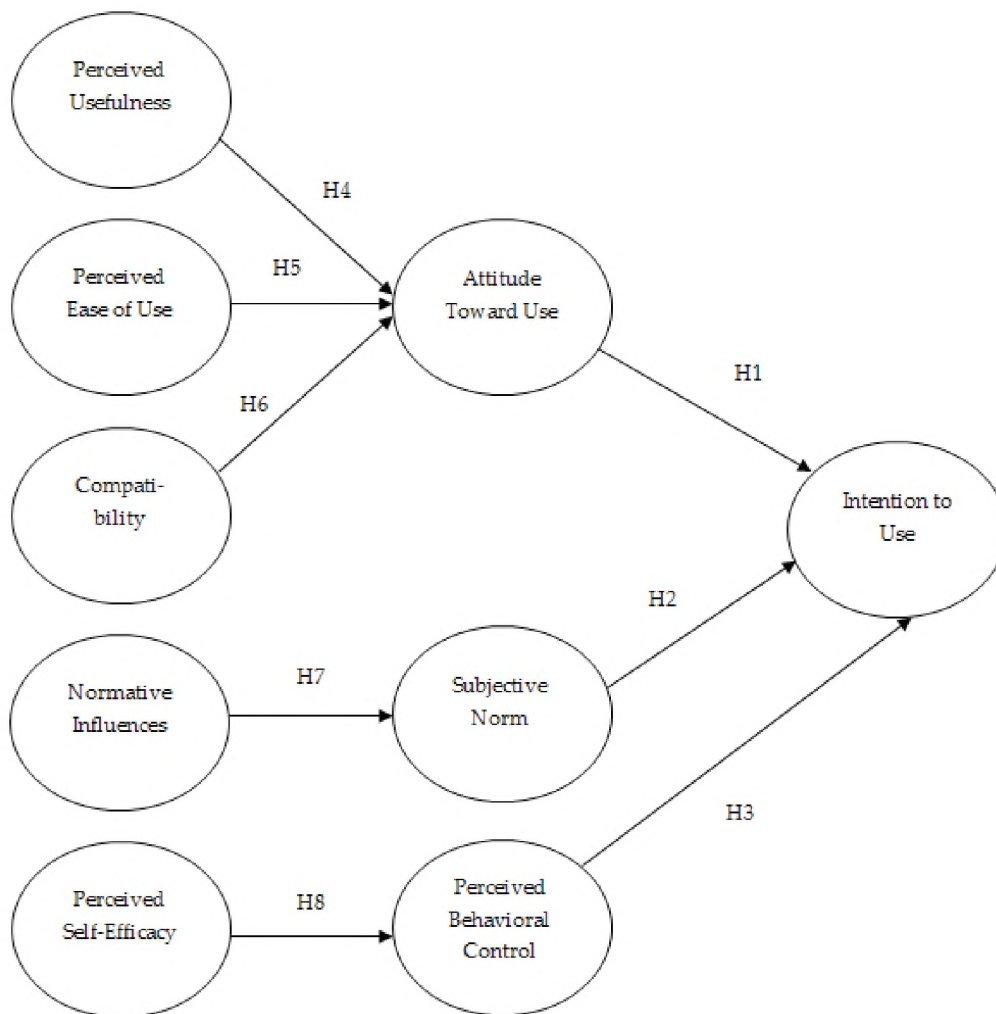 Perceived
Usefulness
H4
Perceived
Ease of Use
H5
Attitude
Toward Use
H1
H6
Compati-
bility
Intention to
Use
H2
Normative
Influences
H7
Subjective
Norm
H3
Perceived
Self-Efficacy
H8
Perceived
Behavioral
Control